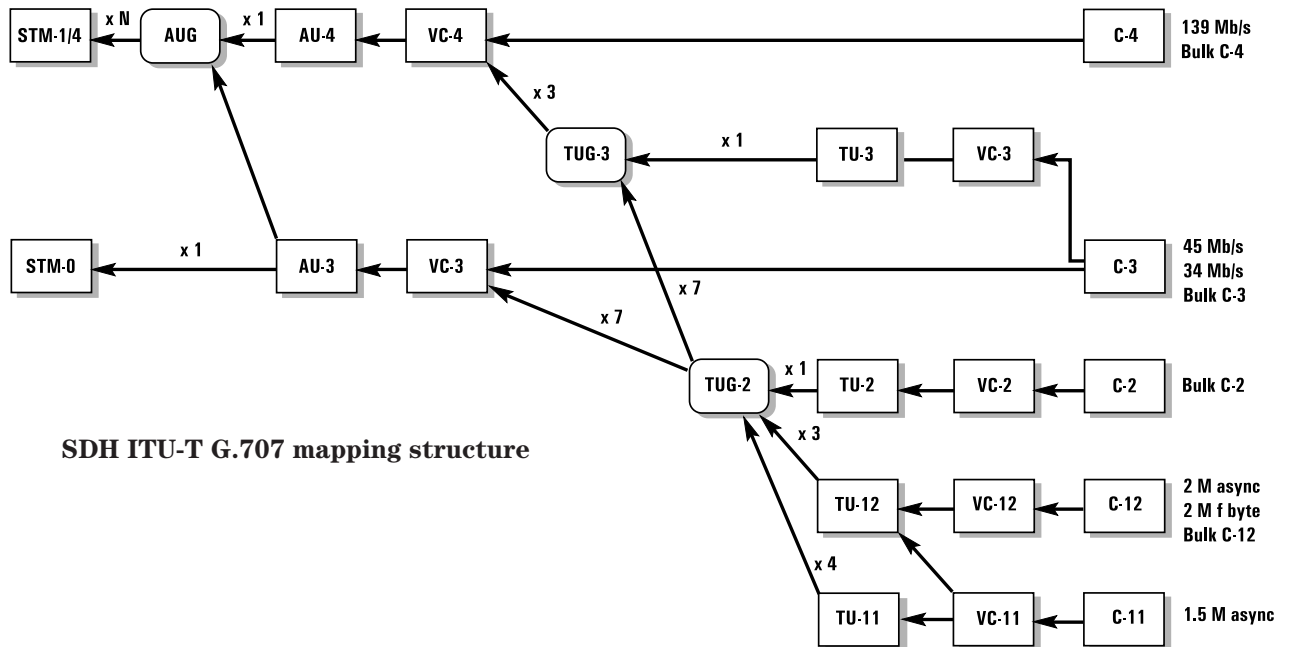 STM-1/4
x N
AUG
x 1
AU-4
VC-4
C-4
139 Mb/s
Bulk C-4
x 3
TUG-3
x 1
TU-3
VC-3
STM-0
x 1
AU-3
VC-3
C-3
45 Mb/s
34 Mb/s
Bulk C-3
x 7
x 7
TUG-2
x 1
TU-2
VC-2
C-2
Bulk C-2
SDH ITU-T G.707 mapping structure
x 3
TU-12
VC-12
C-12
2 M async
2 M f byte
Bulk C-12
x 4
TU-11
VC-11
C-11
1.5 M async